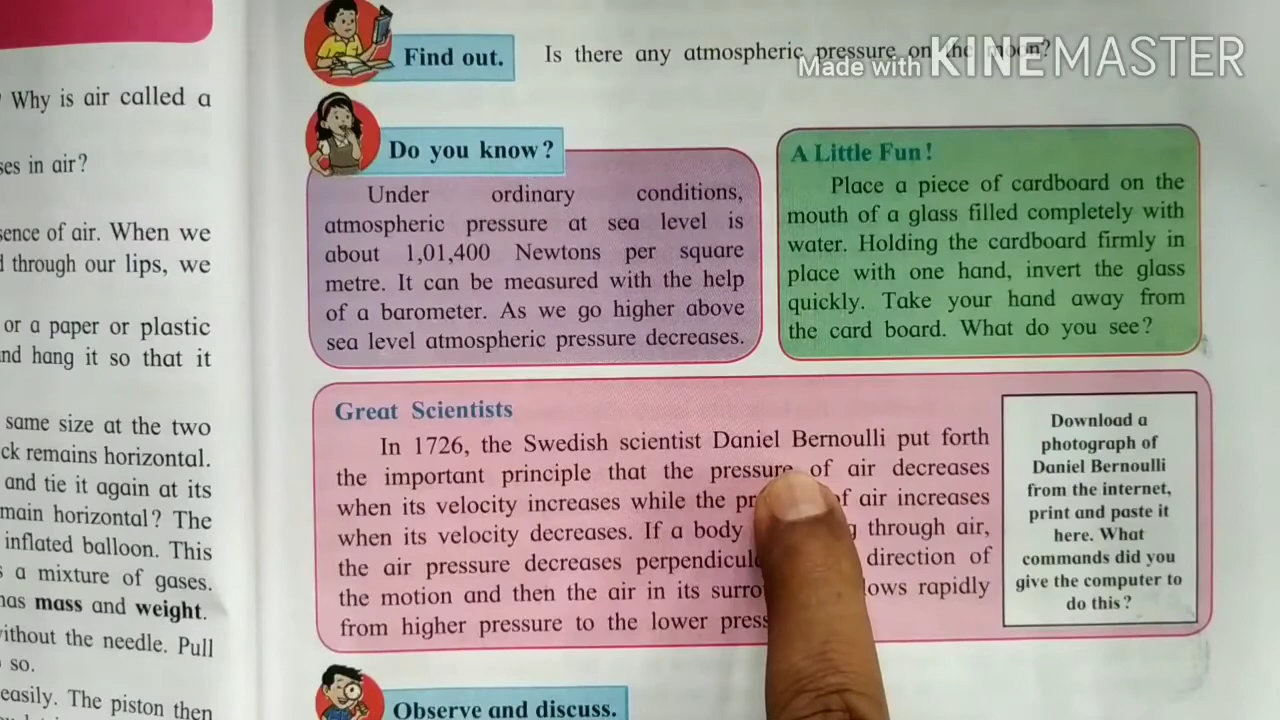 Why is air called a
ses in air?
sence of air. When we
d through our lips, we
or a paper or plastic
nd hang it so that it
same size at the two
ck remains horizontal.
and tie it again at its
main horizontal? The
inflated balloon. This
s a mixture of gases.
has mass and weight.
without the needle. Pull
so.
easily. The piston then
Find out.
Is there any atmospheric pressure on the moon?
Made with KINEMASTER
Do you know?
Under ordinary conditions,
atmospheric pressure at sea level is
about 1,01,400 Newtons per square
metre. It can be measured with the help
of a barometer. As we go higher above
sea level atmospheric pressure decreases.
A Little Fun!
Place a piece of cardboard on the
mouth of a glass filled completely with
water. Holding the cardboard firmly in
place with one hand, invert the glass
quickly. Take your hand away from
the card board. What do you see?
Great Scientists
In 1726, the Swedish scientist Daniel Bernoulli put forth
the important principle that the pressure of air decreases
when its velocity increases while the pr of air increases
when its velocity decreases. If a body through air,
the air pressure decreases direction of
the motion and then the air in its rapidly
from higher pressure to the lower
Download a
photograph of
Daniel Bernoulli
from the internet,
print and paste it
here. What
commands did you
give the computer to
do this?
Observe and discuss.